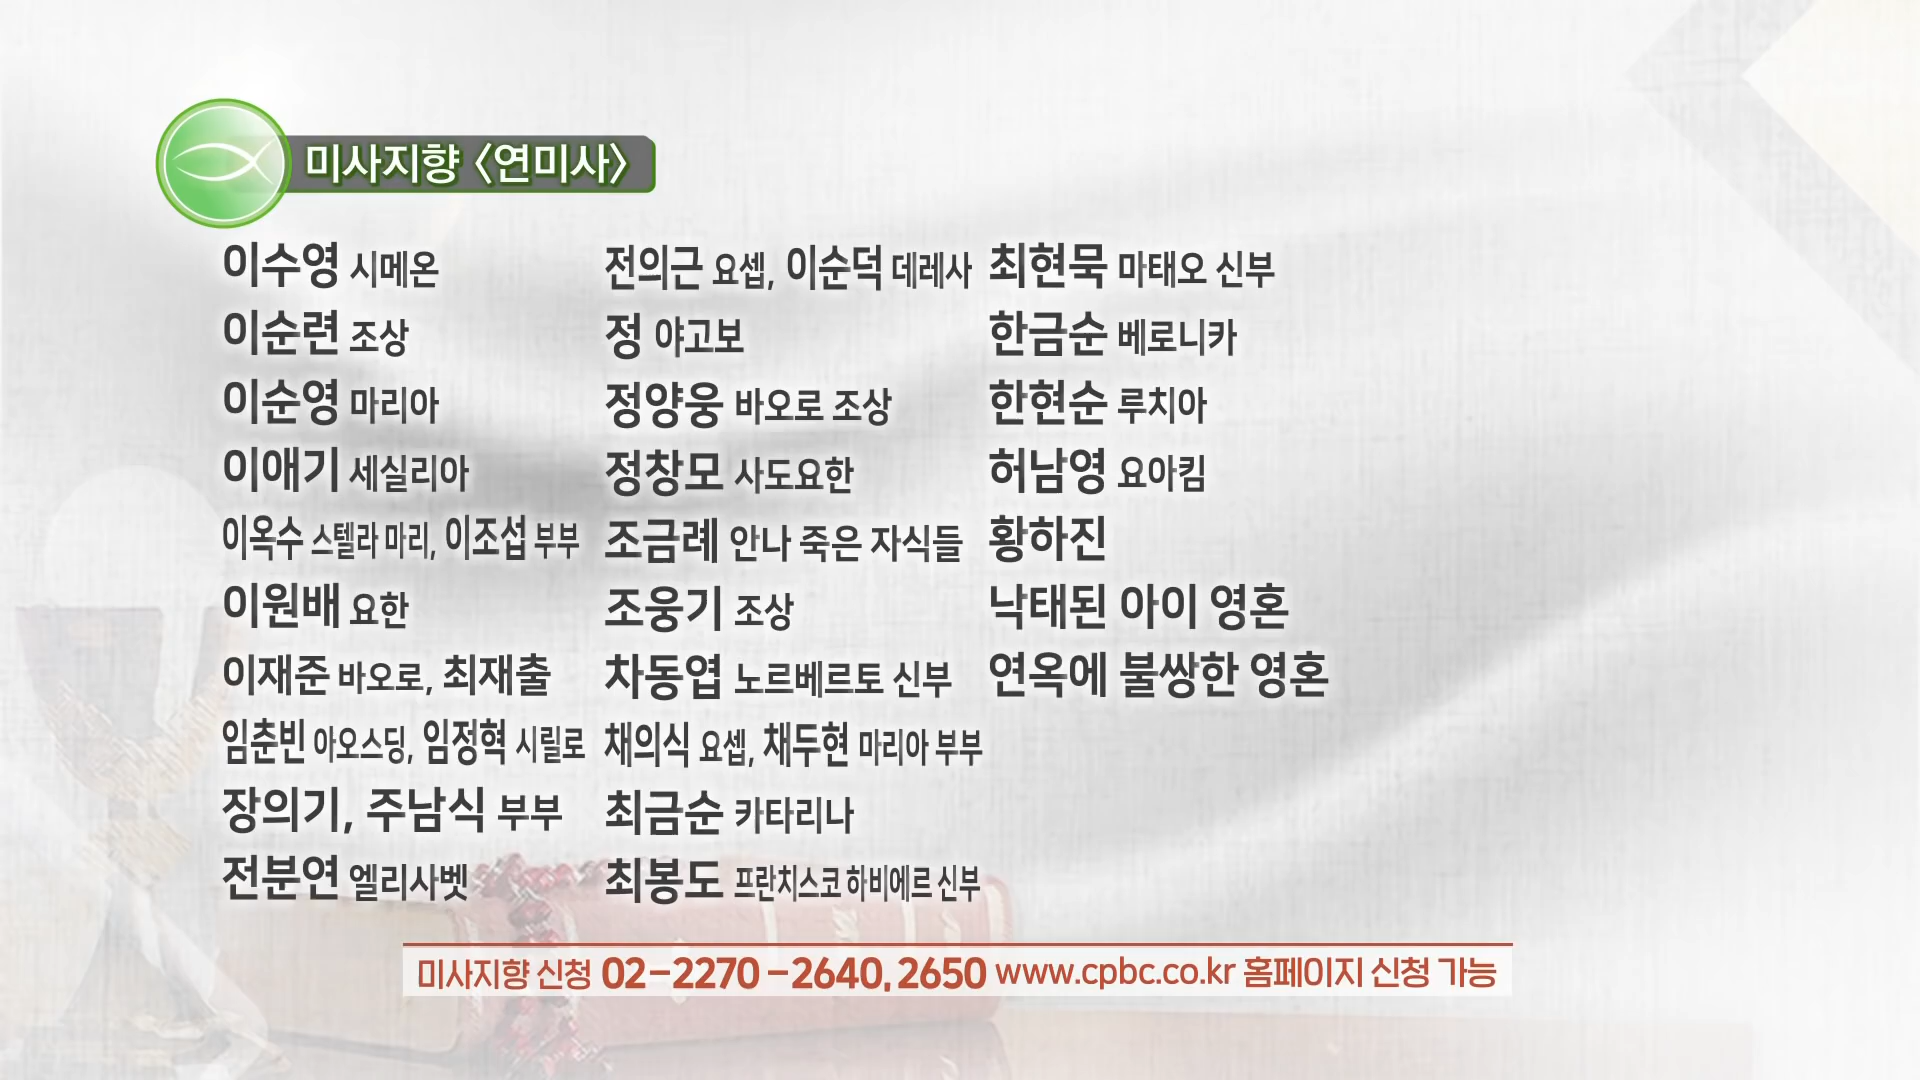 미사지향 〈연미사〉
이수영 시메온
이순련 조상
이순영 마리아
이애기 세실리아
이옥수 스텔라 마리, 이조섭 부부
이원배 요한
이재준 바오로, 최재출
임춘빈 아오스딩, 임정혁 시릴로
장의기, 주남식 부부
전분연 엘리사벳
전의근 요셉, 이순덕 데레사
정 야고보
정양웅 바오로 조상
정창모 사도요한
조금례 안나 죽은 자식들
조웅기 조상
차동엽 노르베르토 신부
채의식 요셉, 채두현 마리아 부부
최금순 카타리나
최봉도 프란치스코 하비에르 신부
최현묵 마태오 신부
한금순 베로니카
한현순 루치아
허남영 요아킴
황하진
낙태된 아이 영혼
연옥에 불쌍한 영혼
미사지향 신청 02-2270-2640, 2650 www.cpbc.co.kr 홈페이지 신청 가능